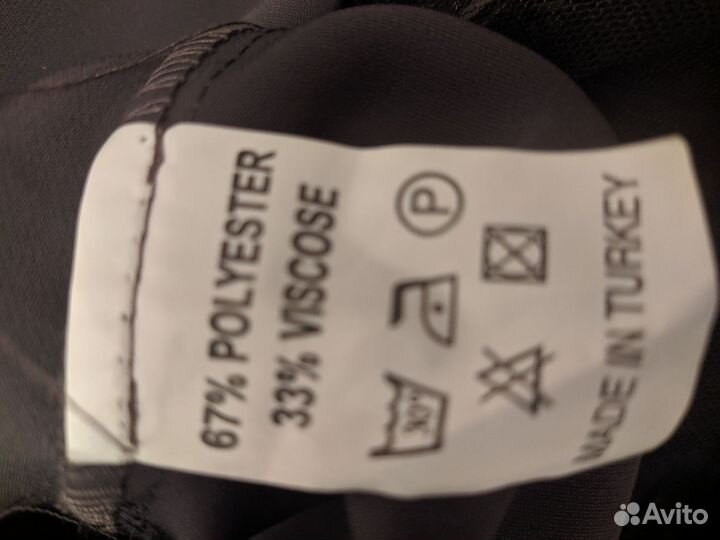 67% POLYESTER
33% VISCOSE
30°
P
MADE IN TURKEY
Avito